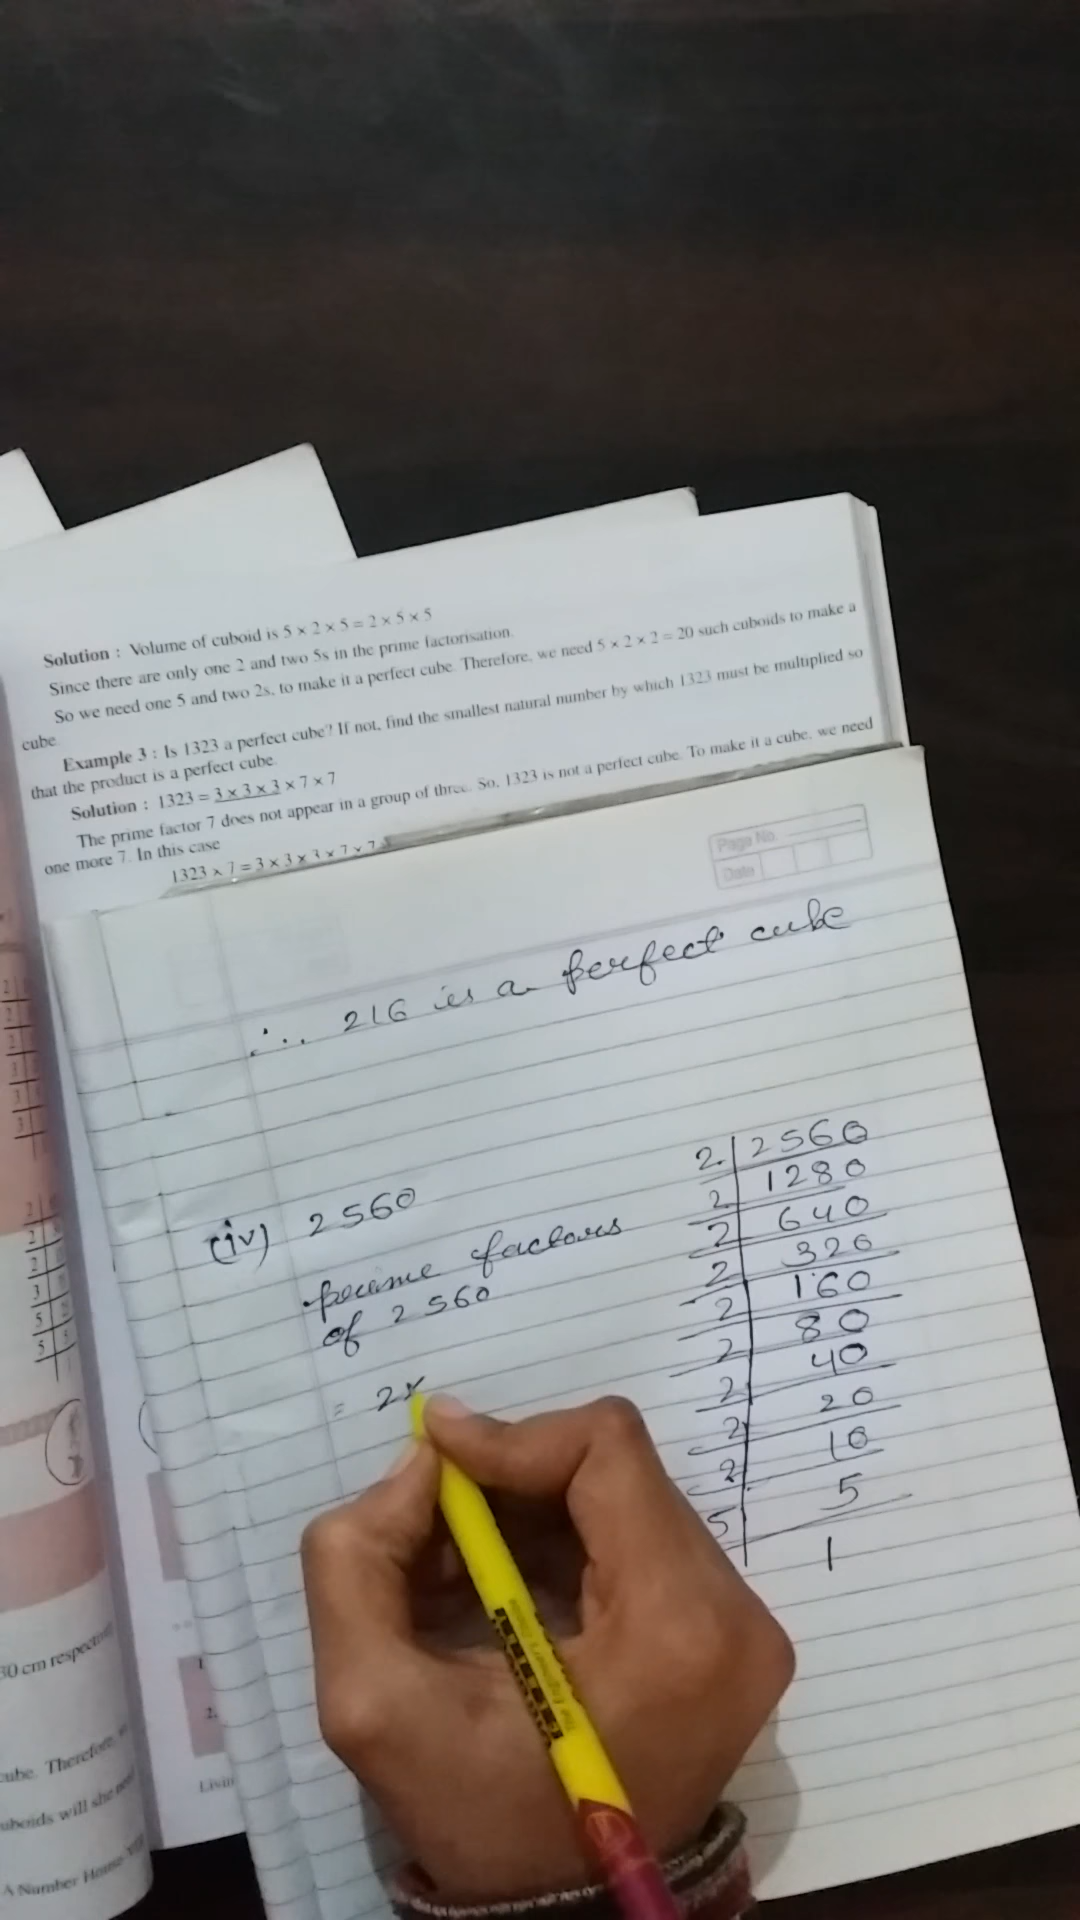 Solution : Volume of cuboid is 5 × 2 × 5 = 2 × 5 × 5
Since there are only one 2 and two 5s in the prime factorisation.
So we need one 5 and two 2s, to make it a perfect cube. Therefore, we need 5 × 2 × 2 = 20 such cuboids to make a
cube.
Example 3 : Is 1323 a perfect cube? If not, find the smallest natural number by which 1323 must be multiplied so
that the product is a perfect cube.
Solution : 1323 = 3 × 3 × 3 × 7 × 7
The prime factor 7 does not appear in a group of three. So, 1323 is not a perfect cube. To make it a cube, we need
one more 7. In this case
1323 × 7 = 3 × 3 × 3 × 7 × 7
Page No.
Date
∴ 216 is a perfect cube
(iv) 2560
prime factors
of 2560
= 2×
2 2560
2 1280
2 640
2 320
2 160
2 80
2 40
2 20
2 10
5 5
1
30 cm
cube. Therefore
cuboids will she
A Number
1.
2.